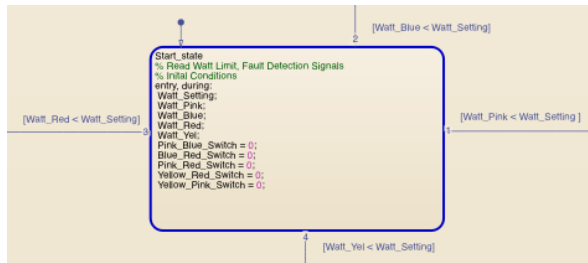 [Watt_Blue < Watt_Setting]
2
Start_state
% Read Watt Limit, Fault Detection Signals
% Inital Conditions
entry, during:
Watt_Setting;
Watt_Pink;
Watt_Blue;
Watt_Red;
Watt_Yel;
Pink_Blue_Switch = 0;
Blue_Red_Switch = 0;
Pink_Red_Switch = 0;
Yellow_Red_Switch = 0;
Yellow_Pink_Switch = 0;
[Watt_Red < Watt_Setting]
3
[Watt_Pink < Watt_Setting ]
1
4
[Watt_Yel < Watt_Setting]